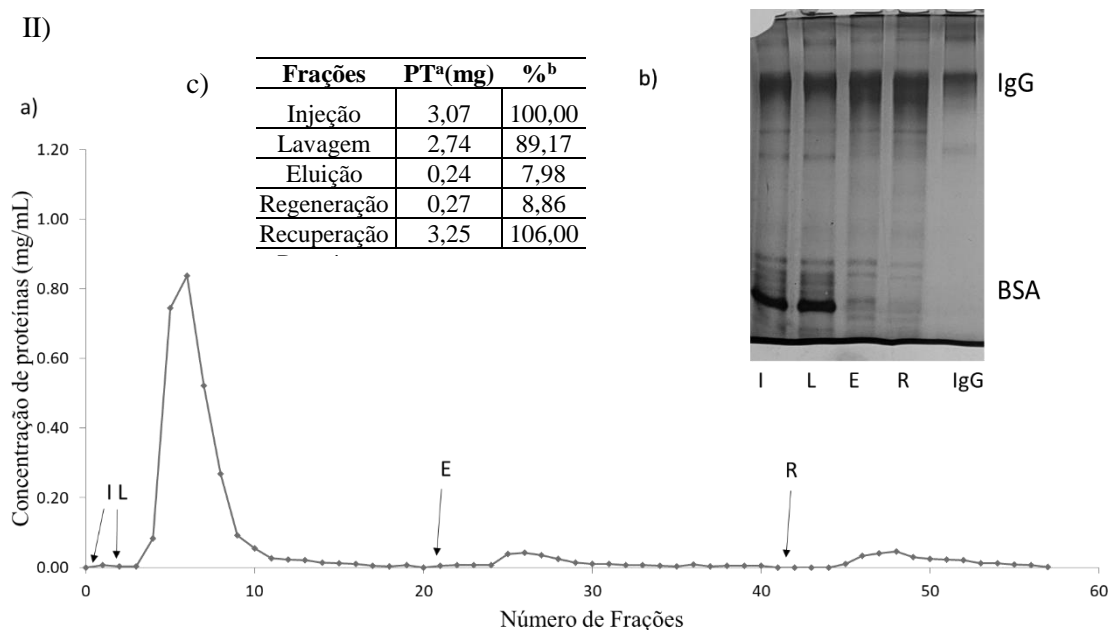 II)
c)
Frações PTª(mg) %ᵇ
Injeção 3,07 100,00
Lavagem 2,74 89,17
Eluição 0,24 7,98
Regeneração 0,27 8,86
Recuperação 3,25 106,00
b)
IgG
BSA
I L E R IgG
a)
Concentração de proteínas (mg/mL)
1.20
1.00
0.80
0.60
0.40
0.20
0.00
I L
E
R
0 10 20 30 40 50 60
Número de Frações